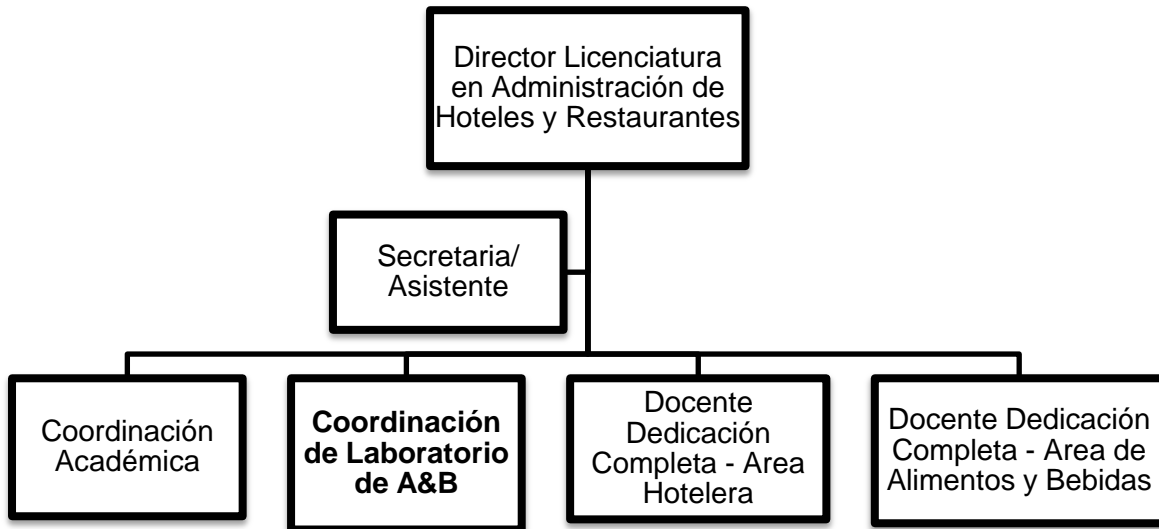 Director Licenciatura
en Administración de
Hoteles y Restaurantes
Secretaria/
Asistente
Coordinación
Académica
Coordinación
de Laboratorio
de A&B
Docente
Dedicación
Completa - Area
Hotelera
Docente Dedicación
Completa - Area de
Alimentos y Bebidas